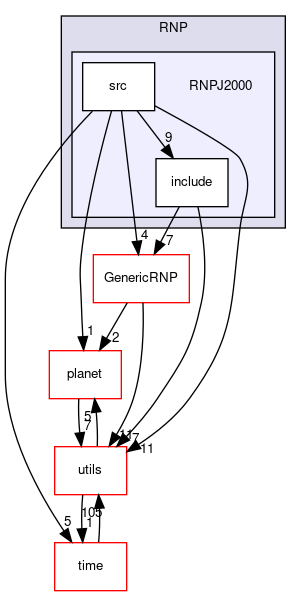 RNP
src
RNPJ2000
9
include
4
7
GenericRNP
1
2
planet
5
7
7
11
utils
105
5
1
time